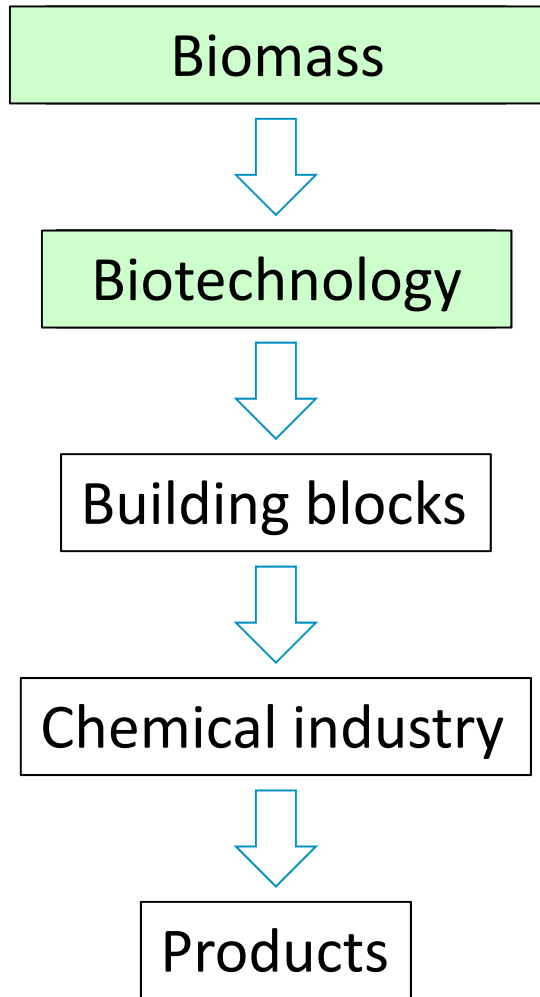 Biomass
Biotechnology
Building blocks
Chemical industry
Products